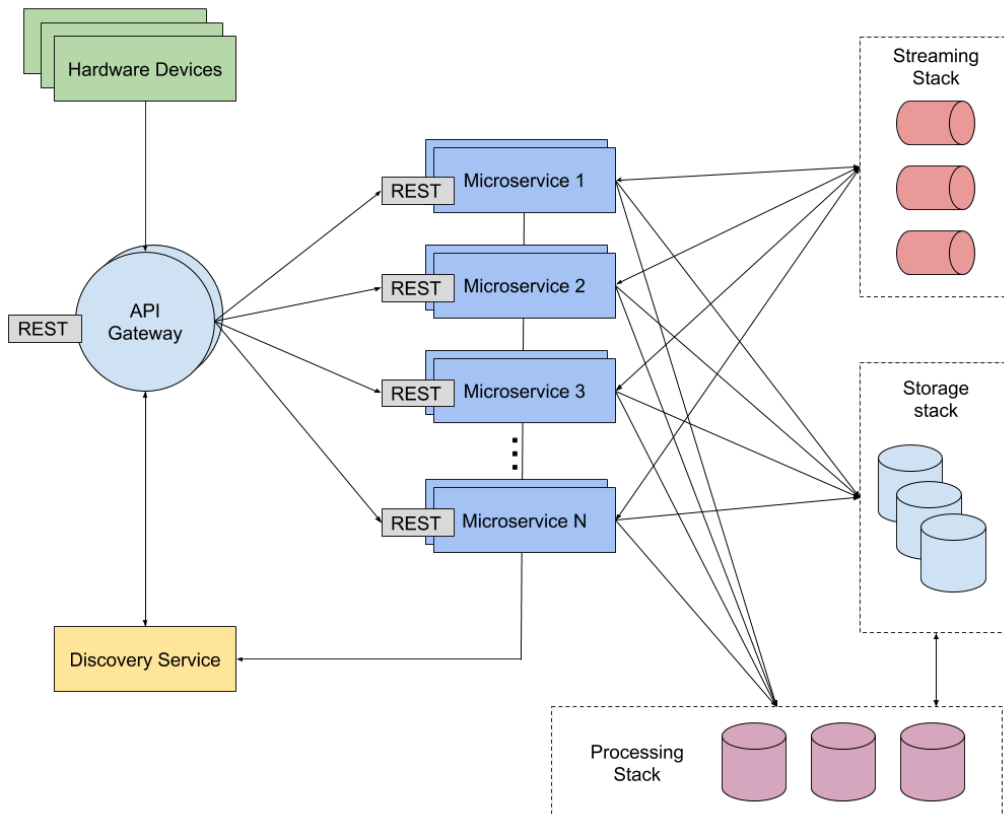 Hardware Devices
Streaming
Stack
REST
Microservice 1
REST
Microservice 2
API
Gateway
REST
REST
Microservice 3
Storage
stack
REST
Microservice N
Discovery Service
Processing
Stack